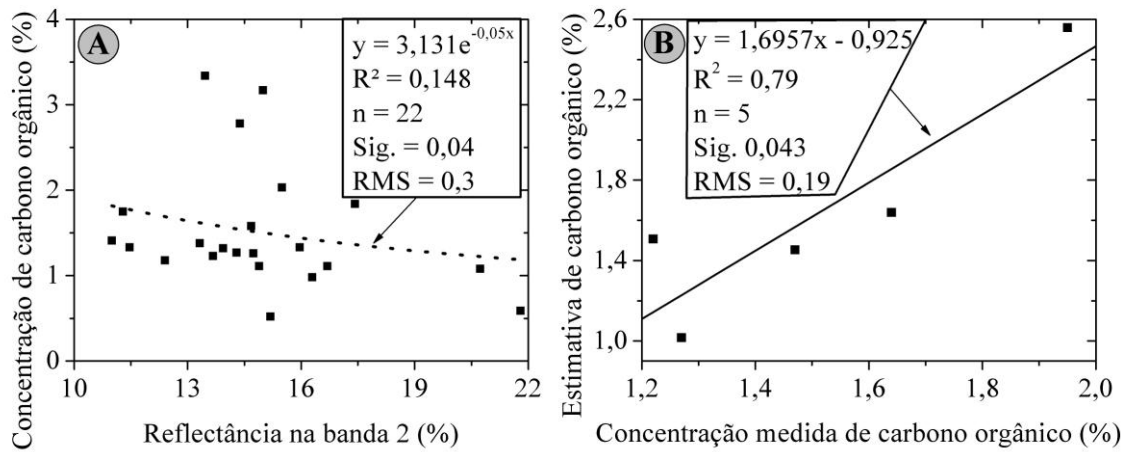 A
Concentração de carbono orgânico (%)
4
3
2
1
0
y = 3,131e^-0,05x
R² = 0,148
n = 22
Sig. = 0,04
RMS = 0,3
10
13
16
19
22
Reflectância na banda 2 (%)
B
Estimativa de carbono orgânico (%)
2,6
2,2
1,8
1,4
1,0
y = 1,6957x - 0,925
R² = 0,79
n = 5
Sig. 0,043
RMS = 0,19
1,2
1,4
1,6
1,8
2,0
Concentração medida de carbono orgânico (%)